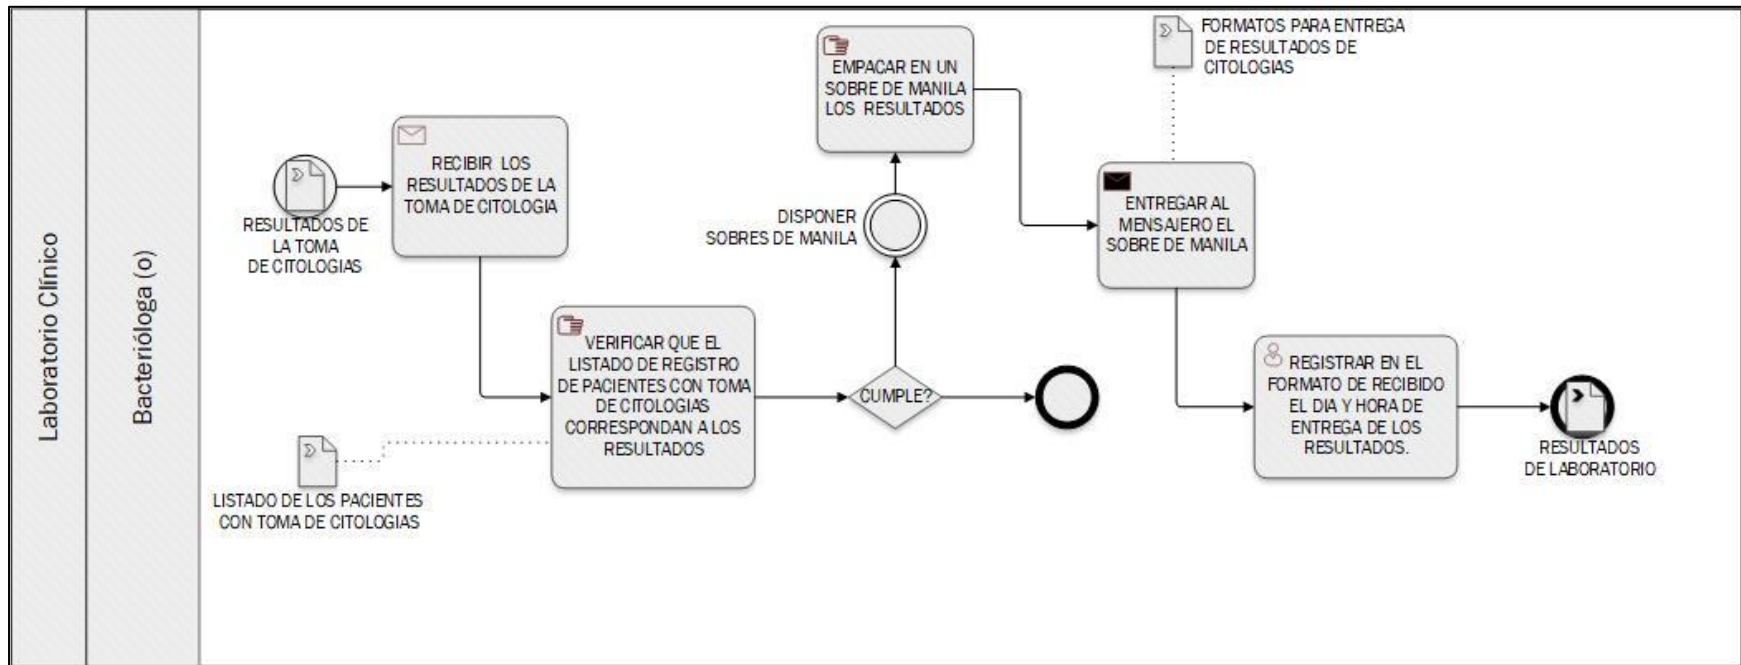 Laboratorio Clínico
Bacterióloga (o)
RESULTADOS DE
LA TOMA
DE CITOLOGIAS
RECIBIR LOS
RESULTADOS DE LA
TOMA DE CITOLOGIA
LISTADO DE LOS PACIENTES
CON TOMA DE CITOLOGIAS
VERIFICAR QUE EL
LISTADO DE REGISTRO
DE PACIENTES CON TOMA
DE CITOLOGIAS
CORRESPONDAN A LOS
RESULTADOS
CUMPLE?
DISPONER
SOBRES DE MANILA
EMPACAR EN UN
SOBRE DE MANILA
LOS RESULTADOS
FORMATOS PARA ENTREGA
DE RESULTADOS DE
CITOLOGIAS
ENTREGAR AL
MENSAJERO EL
SOBRE DE MANILA
REGISTRAR EN EL
FORMATO DE RECIBIDO
EL DIA Y HORA DE
ENTREGA DE LOS
RESULTADOS.
RESULTADOS
DE LABORATORIO